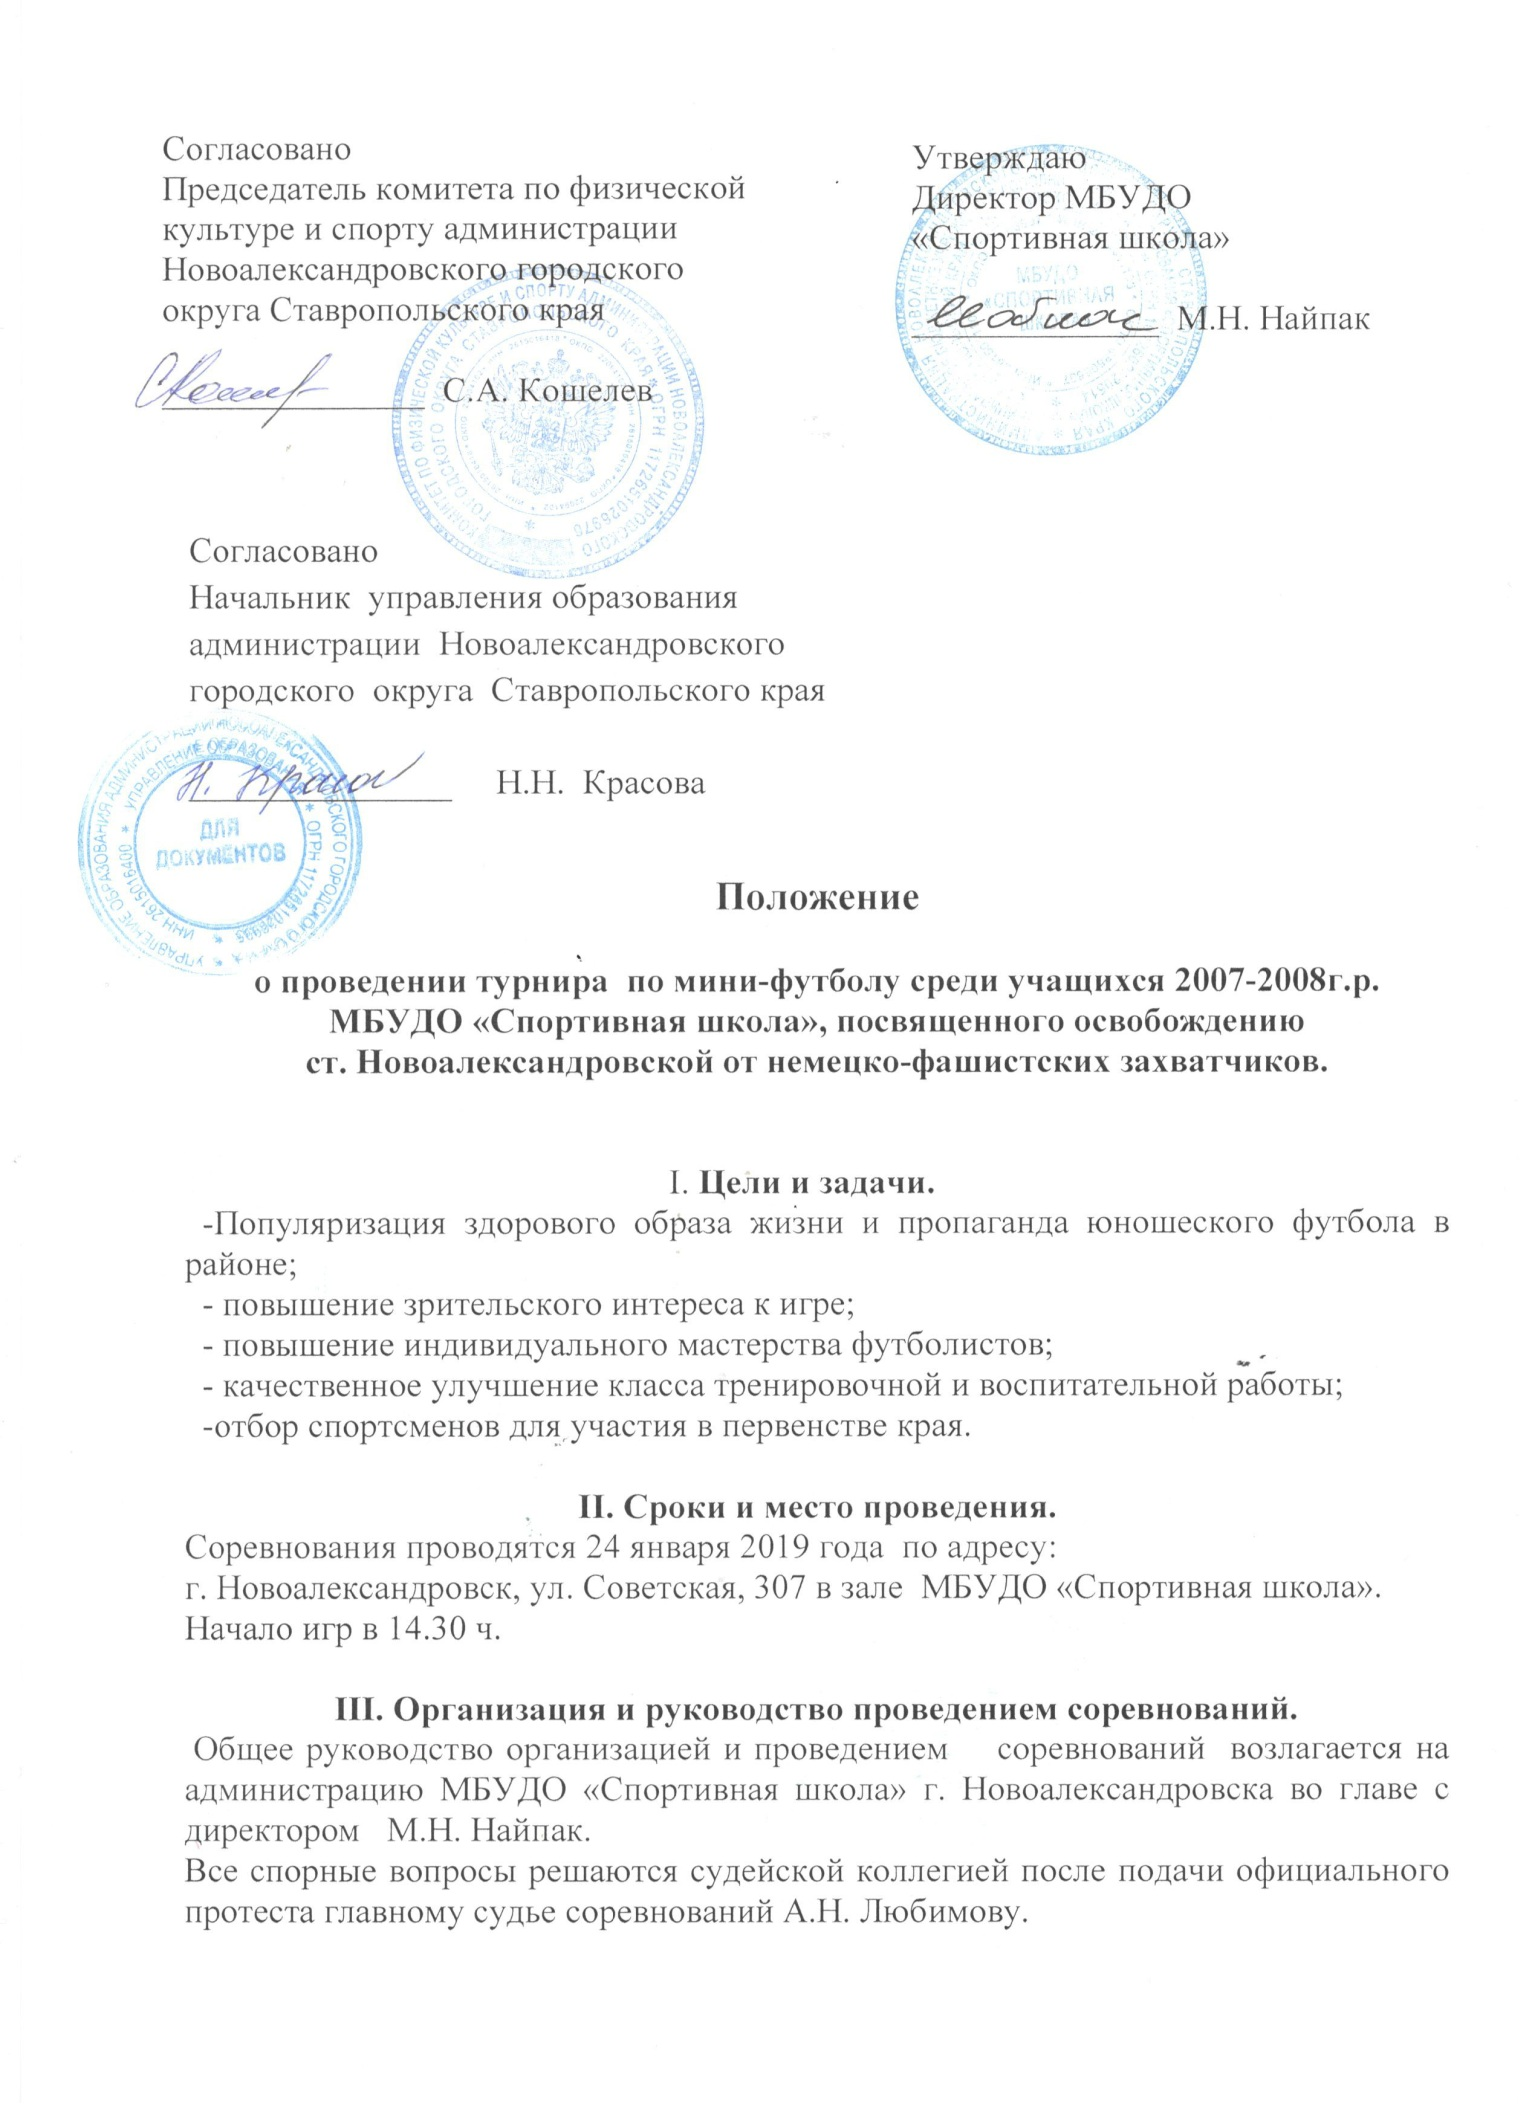 Согласовано
Председатель комитета по физической
культуре и спорту администрации
Новоалександровского городского
округа Ставропольского края
С.А. Кошелев
Утверждаю
Директор МБУДО
«Спортивная школа»
М.Н. Найпак
МБУДО
«СПОРТИВНАЯ
Согласовано
Начальник управления образования
администрации Новоалександровского
городского округа Ставропольского края
Н.Н. Красова
ДЛЯ
ДОКУМЕНТОВ
Положение
о проведении турнира по мини-футболу среди учащихся 2007-2008г.р.
МБУДО «Спортивная школа», посвященного освобождению
ст. Новоалександровской от немецко-фашистских захватчиков.
I. Цели и задачи.
-Популяризация здорового образа жизни и пропаганда юношеского футбола в
районе;
- повышение зрительского интереса к игре;
- повышение индивидуального мастерства футболистов;
- качественное улучшение класса тренировочной и воспитательной работы;
-отбор спортсменов для участия в первенстве края.
II. Сроки и место проведения.
Соревнования проводятся 24 января 2019 года по адресу:
г. Новоалександровск, ул. Советская, 307 в зале МБУДО «Спортивная школа».
Начало игр в 14.30 ч.
III. Организация и руководство проведением соревнований.
Общее руководство организацией и проведением соревнований возлагается на
администрацию МБУДО «Спортивная школа» г. Новоалександровска во главе с
директором М.Н. Найпак.
Все спорные вопросы решаются судейской коллегией после подачи официального
протеста главному судье соревнований А.Н. Любимову.